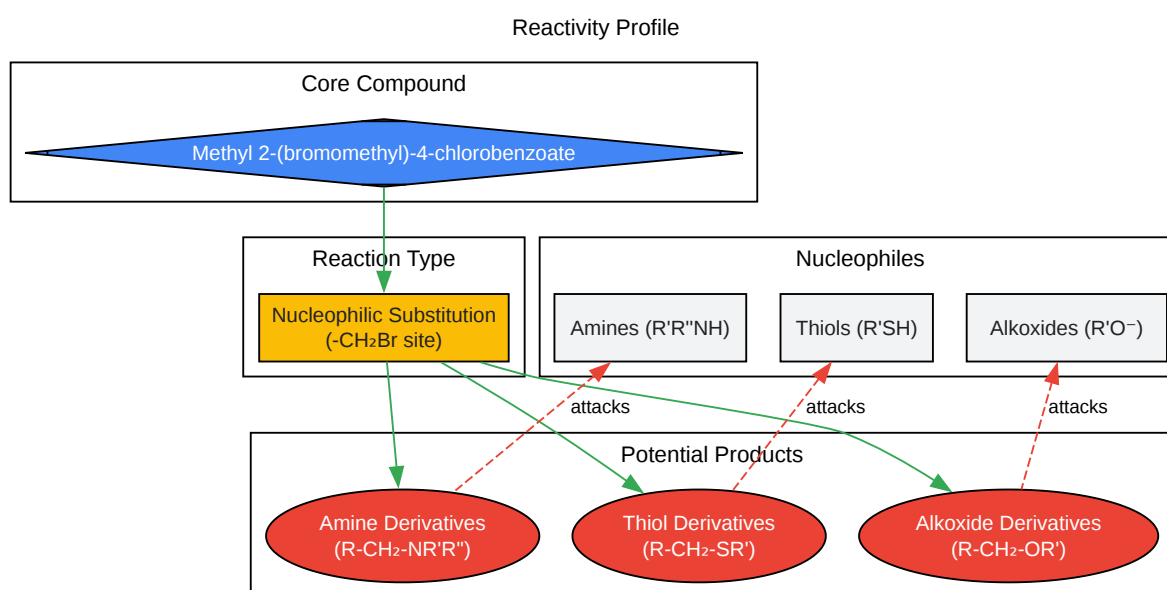 Reactivity Profile
Core Compound
Methyl 2-(bromomethyl)-4-chlorobenzoate
Reaction Type
Nucleophiles
Nucleophilic Substitution
(-CH₂Br site)
Amines (R'R''NH)
Thiols (R'SH)
Alkoxides (R'O⁻)
attacks
attacks
attacks
Potential Products
Amine Derivatives
(R-CH₂-NR'R'')
Thiol Derivatives
(R-CH₂-SR')
Alkoxide Derivatives
(R-CH₂-OR')